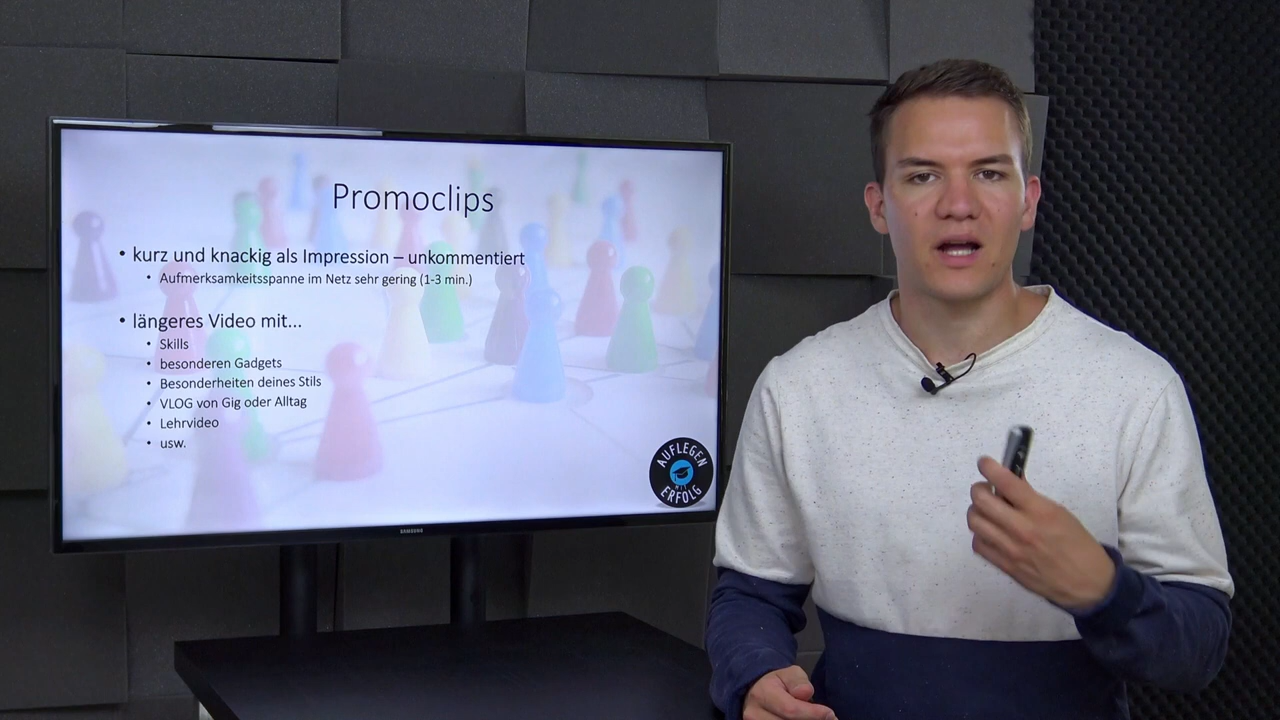 Promoclips
• kurz und knackig als Impression – unkommentiert
• Aufmerksamkeitsspanne im Netz sehr gering (1-3 min.)
• längeres Video mit...
• Skills
• besonderen Gadgets
• Besonderheiten deines Stils
• VLOG von Gig oder Alltag
• Lehrvideo
• usw.
AUFLEGEN
MIT
ERFOLG
SAMSUNG